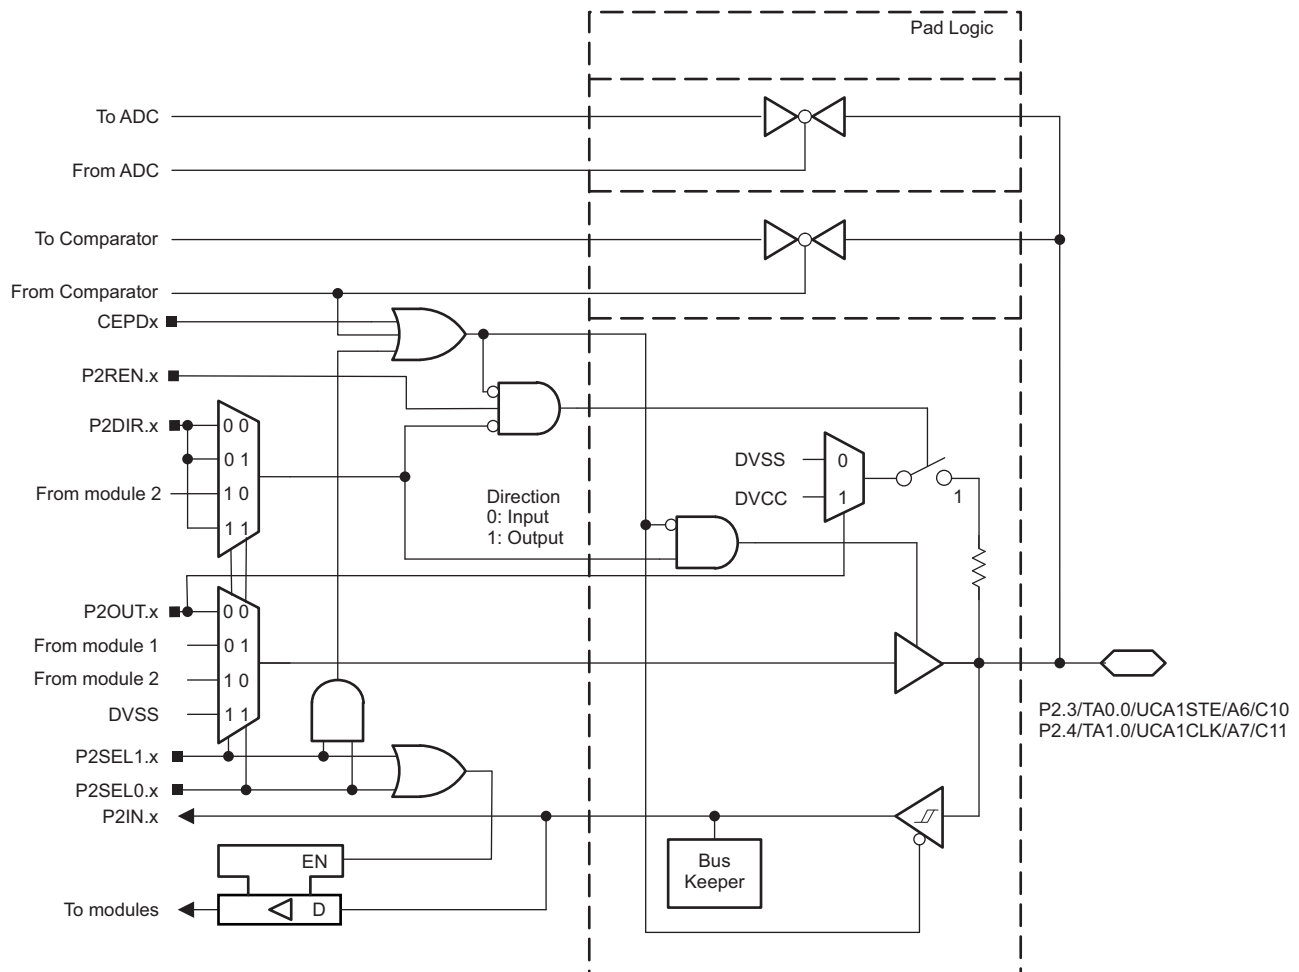 Pad Logic
To ADC
From ADC
To Comparator
From Comparator
CEPDx
P2REN.x
P2DIR.x
0 0
0 1
From module 2
1 0
1 1
Direction
0: Input
1: Output
DVSS
0
DVCC
1
1
P2OUT.x
0 0
From module 1
0 1
From module 2
1 0
DVSS
1 1
P2.3/TA0.0/UCA1STE/A6/C10
P2.4/TA1.0/UCA1CLK/A7/C11
P2SEL1.x
P2SEL0.x
P2IN.x
EN
Bus
Keeper
To modules
D